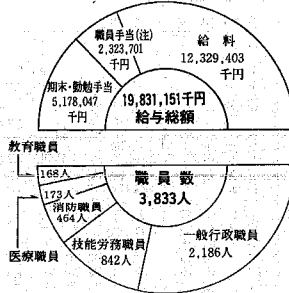 職員手当(注)
2,323,701
千円
給料
12,329,403
千円
期末・勤勉手当
5,178,047
千円
19,831,151千円
給与総額
教育職員
168人
173人
消防職員
464人
医療職員
職員数
3,833人
技能労務職員
842人
一般行政職員
2,186人